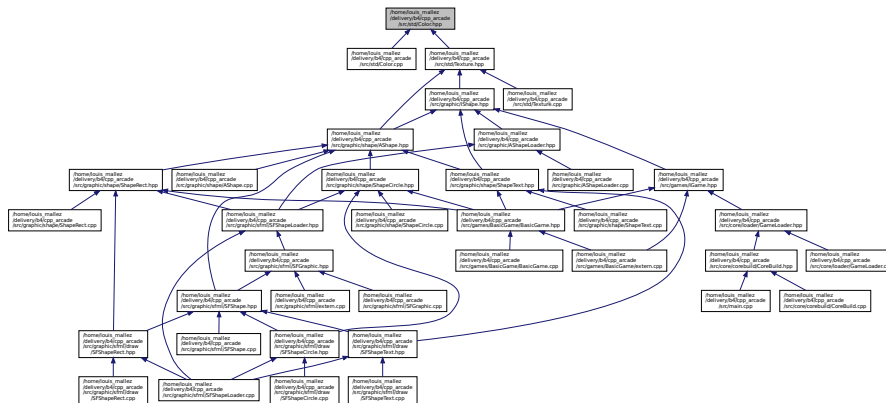 /home/louis_mallez
/delivery/b4/cpp_arcade
/src/std/Color.hpp
/home/louis_mallez
/delivery/b4/cpp_arcade
/src/std/Color.cpp
/home/louis_mallez
/delivery/b4/cpp_arcade
/src/std/Texture.hpp
/home/louis_mallez
/delivery/b4/cpp_arcade
/src/graphic/IShape.hpp
/home/louis_mallez
/delivery/b4/cpp_arcade
/src/std/Texture.cpp
/home/louis_mallez
/delivery/b4/cpp_arcade
/src/graphic/shape/AShape.hpp
/home/louis_mallez
/delivery/b4/cpp_arcade
/src/graphic/AShapeLoader.hpp
/home/louis_mallez
/delivery/b4/cpp_arcade
/src/graphic/shape/ShapeRect.hpp
/home/louis_mallez
/delivery/b4/cpp_arcade
/src/graphic/shape/AShape.cpp
/home/louis_mallez
/delivery/b4/cpp_arcade
/src/graphic/shape/ShapeCircle.hpp
/home/louis_mallez
/delivery/b4/cpp_arcade
/src/graphic/shape/ShapeText.hpp
/home/louis_mallez
/delivery/b4/cpp_arcade
/src/graphic/AShapeLoader.cpp
/home/louis_mallez
/delivery/b4/cpp_arcade
/src/games/IGame.hpp
/home/louis_mallez
/delivery/b4/cpp_arcade
/src/graphic/shape/ShapeRect.cpp
/home/louis_mallez
/delivery/b4/cpp_arcade
/src/graphic/sfml/SFShapeLoader.hpp
/home/louis_mallez
/delivery/b4/cpp_arcade
/src/graphic/shape/ShapeCircle.cpp
/home/louis_mallez
/delivery/b4/cpp_arcade
/src/games/BasicGame/BasicGame.hpp
/home/louis_mallez
/delivery/b4/cpp_arcade
/src/graphic/shape/ShapeText.cpp
/home/louis_mallez
/delivery/b4/cpp_arcade
/src/core/loader/GameLoader.hpp
/home/louis_mallez
/delivery/b4/cpp_arcade
/src/graphic/sfml/SFGraphic.hpp
/home/louis_mallez
/delivery/b4/cpp_arcade
/src/games/BasicGame/BasicGame.cpp
/home/louis_mallez
/delivery/b4/cpp_arcade
/src/games/BasicGame/extern.cpp
/home/louis_mallez
/delivery/b4/cpp_arcade
/src/core/corebuild/CoreBuild.hpp
/home/louis_mallez
/delivery/b4/cpp_arcade
/src/core/loader/GameLoader.c
/home/louis_mallez
/delivery/b4/cpp_arcade
/src/graphic/sfml/SFShape.hpp
/home/louis_mallez
/delivery/b4/cpp_arcade
/src/graphic/sfml/extern.cpp
/home/louis_mallez
/delivery/b4/cpp_arcade
/src/graphic/sfml/SFGraphic.cpp
/home/louis_mallez
/delivery/b4/cpp_arcade
/src/main.cpp
/home/louis_mallez
/delivery/b4/cpp_arcade
/src/core/corebuild/CoreBuild.cpp
/home/louis_mallez
/delivery/b4/cpp_arcade
/src/graphic/sfml/draw
/SFShapeRect.hpp
/home/louis_mallez
/delivery/b4/cpp_arcade
/src/graphic/sfml/SFShape.cpp
/home/louis_mallez
/delivery/b4/cpp_arcade
/src/graphic/sfml/draw
/SFShapeCircle.hpp
/home/louis_mallez
/delivery/b4/cpp_arcade
/src/graphic/sfml/draw
/SFShapeText.hpp
/home/louis_mallez
/delivery/b4/cpp_arcade
/src/graphic/sfml/draw
/SFShapeRect.cpp
/home/louis_mallez
/delivery/b4/cpp_arcade
/src/graphic/sfml/SFShapeLoader.cpp
/home/louis_mallez
/delivery/b4/cpp_arcade
/src/graphic/sfml/draw
/SFShapeCircle.cpp
/home/louis_mallez
/delivery/b4/cpp_arcade
/src/graphic/sfml/draw
/SFShapeText.cpp